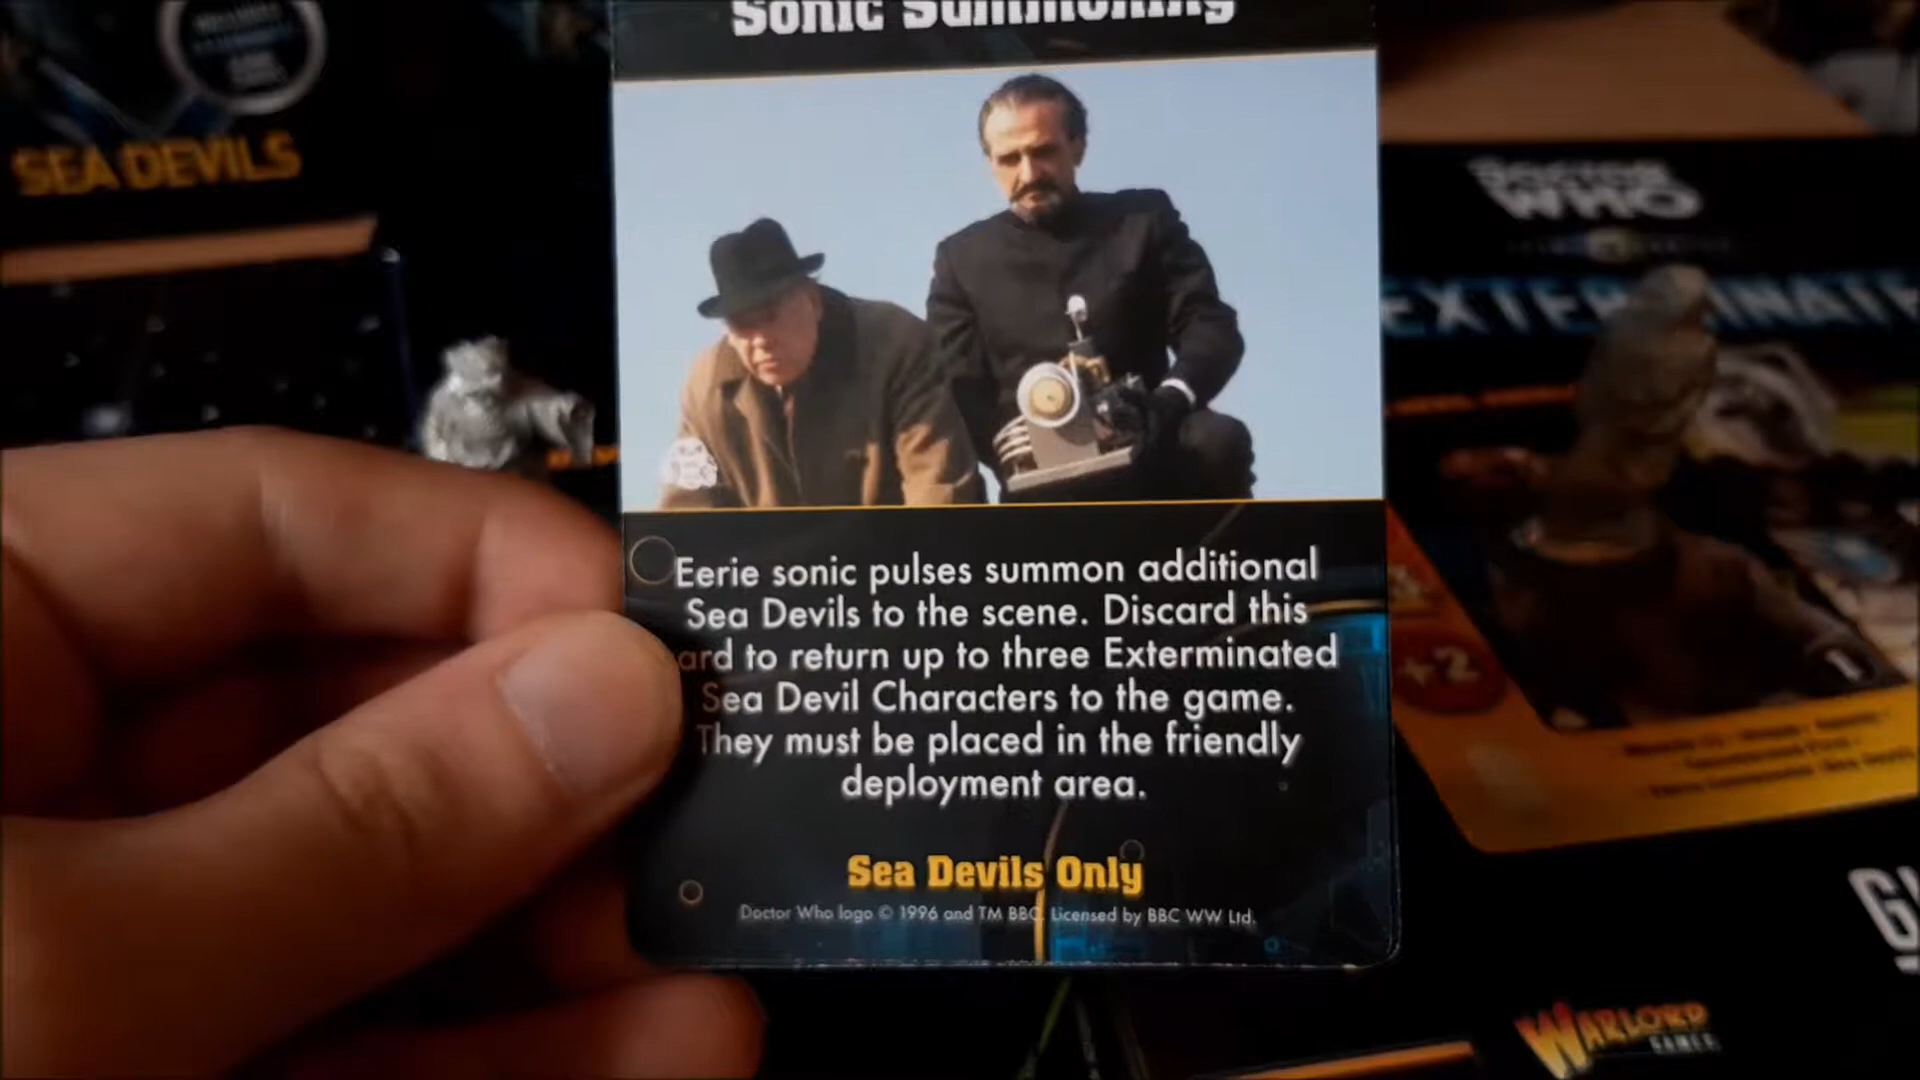 Sonic Summoning
SEA DEVILS
DOCTOR
WHO
EXTERMINATE
Eerie sonic pulses summon additional
Sea Devils to the scene. Discard this
ard to return up to three Exterminated
Sea Devil Characters to the game.
They must be placed in the friendly
deployment area.
+2
1
Sea Devils Only
Doctor Who logo © 1996 and TM BBC. Licensed by BBC WW Ltd.
WARLORD
GAMES